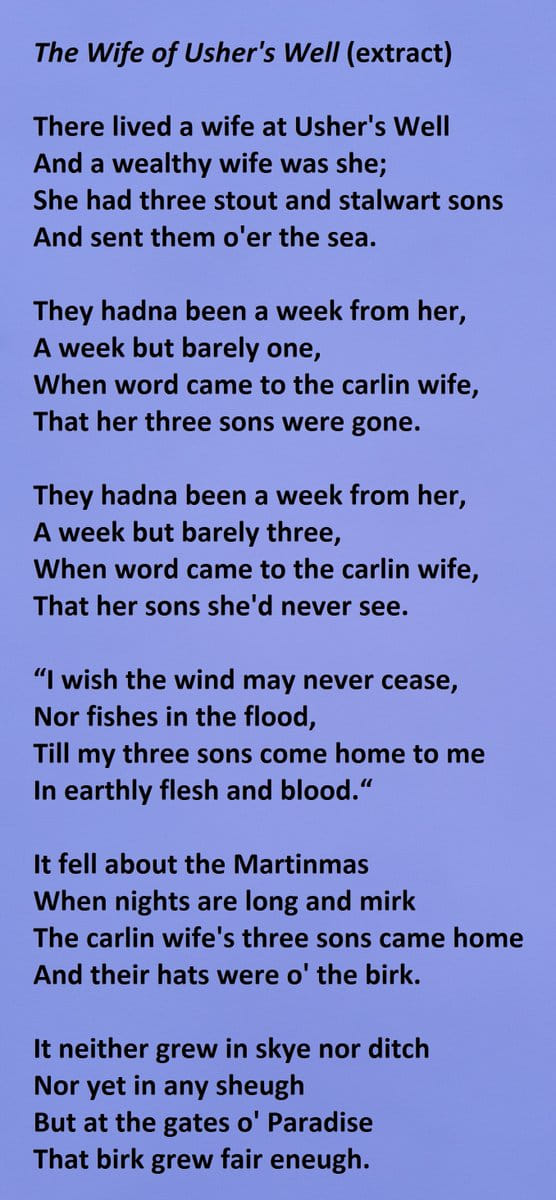 The Wife of Usher's Well (extract)
There lived a wife at Usher's Well
And a wealthy wife was she;
She had three stout and stalwart sons
And sent them o'er the sea.
They hadna been a week from her,
A week but barely one,
When word came to the carlin wife,
That her three sons were gone.
They hadna been a week from her,
A week but barely three,
When word came to the carlin wife,
That her sons she'd never see.
“I wish the wind may never cease,
Nor fishes in the flood,
Till my three sons come home to me
In earthly flesh and blood.“
It fell about the Martinmas
When nights are long and mirk
The carlin wife's three sons came home
And their hats were o' the birk.
It neither grew in skye nor ditch
Nor yet in any sheugh
But at the gates o' Paradise
That birk grew fair eneugh.